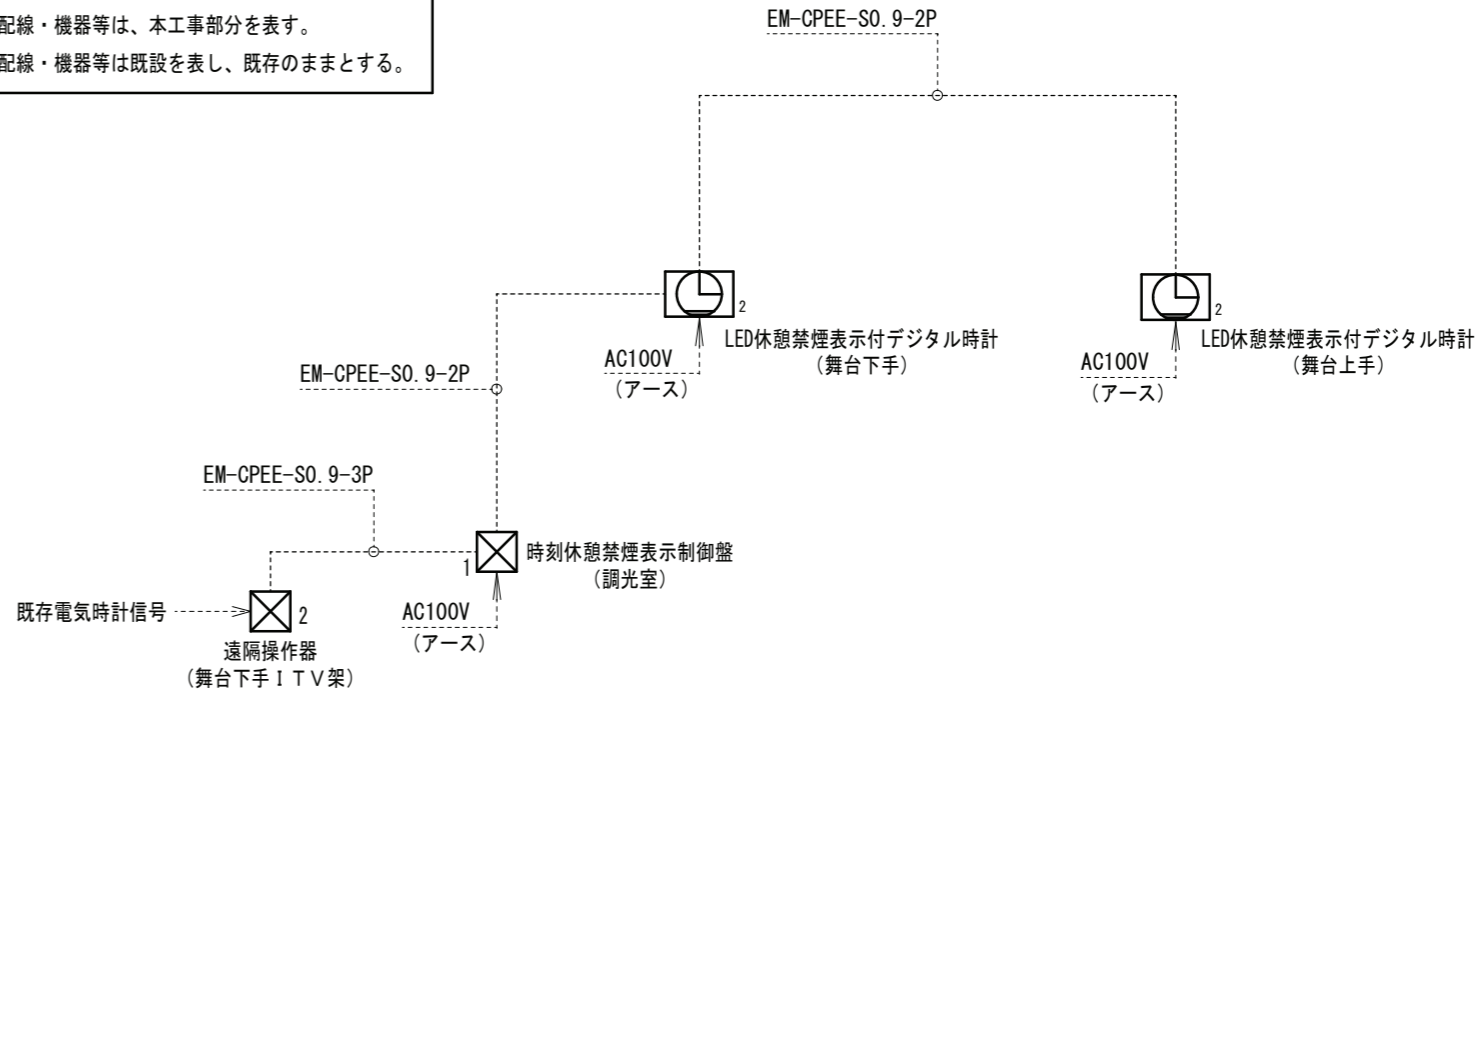 配線・機器等は、本工事部分を表す。
配線・機器等は既設を表し、既存のままとする。
EM-CPEE-S0.9-2P
2
LED休憩禁煙表示付デジタル時計
(舞台下手)
AC100V
(アース)
2
LED休憩禁煙表示付デジタル時計
(舞台上手)
AC100V
(アース)
EM-CPEE-S0.9-2P
EM-CPEE-S0.9-3P
1
時刻休憩禁煙表示制御盤
(調光室)
AC100V
(アース)
既存電気時計信号
2
遠隔操作器
(舞台下手ITV架)